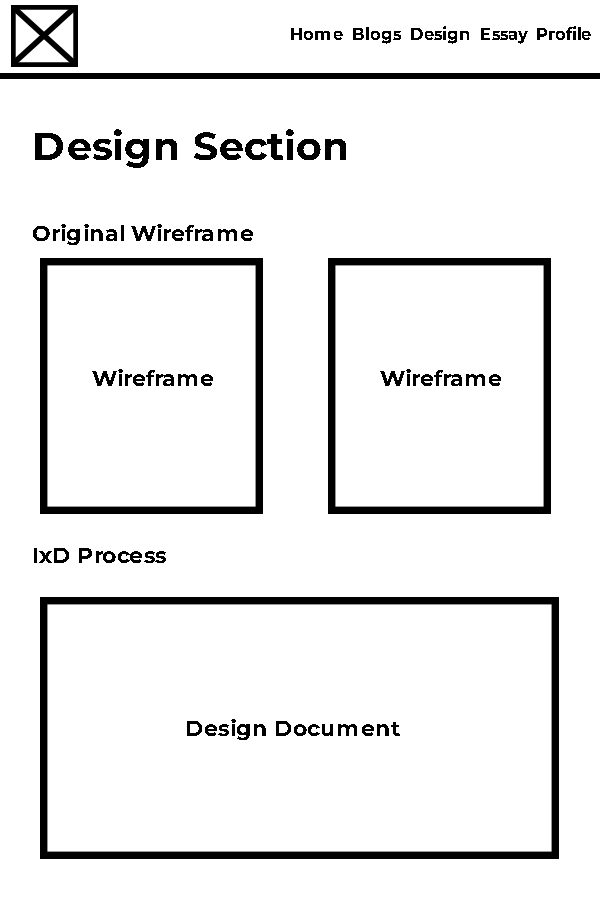 Home Blogs Design Essay Profile
Design Section
Original Wireframe
Wireframe Wireframe
IxD Process
Design Document